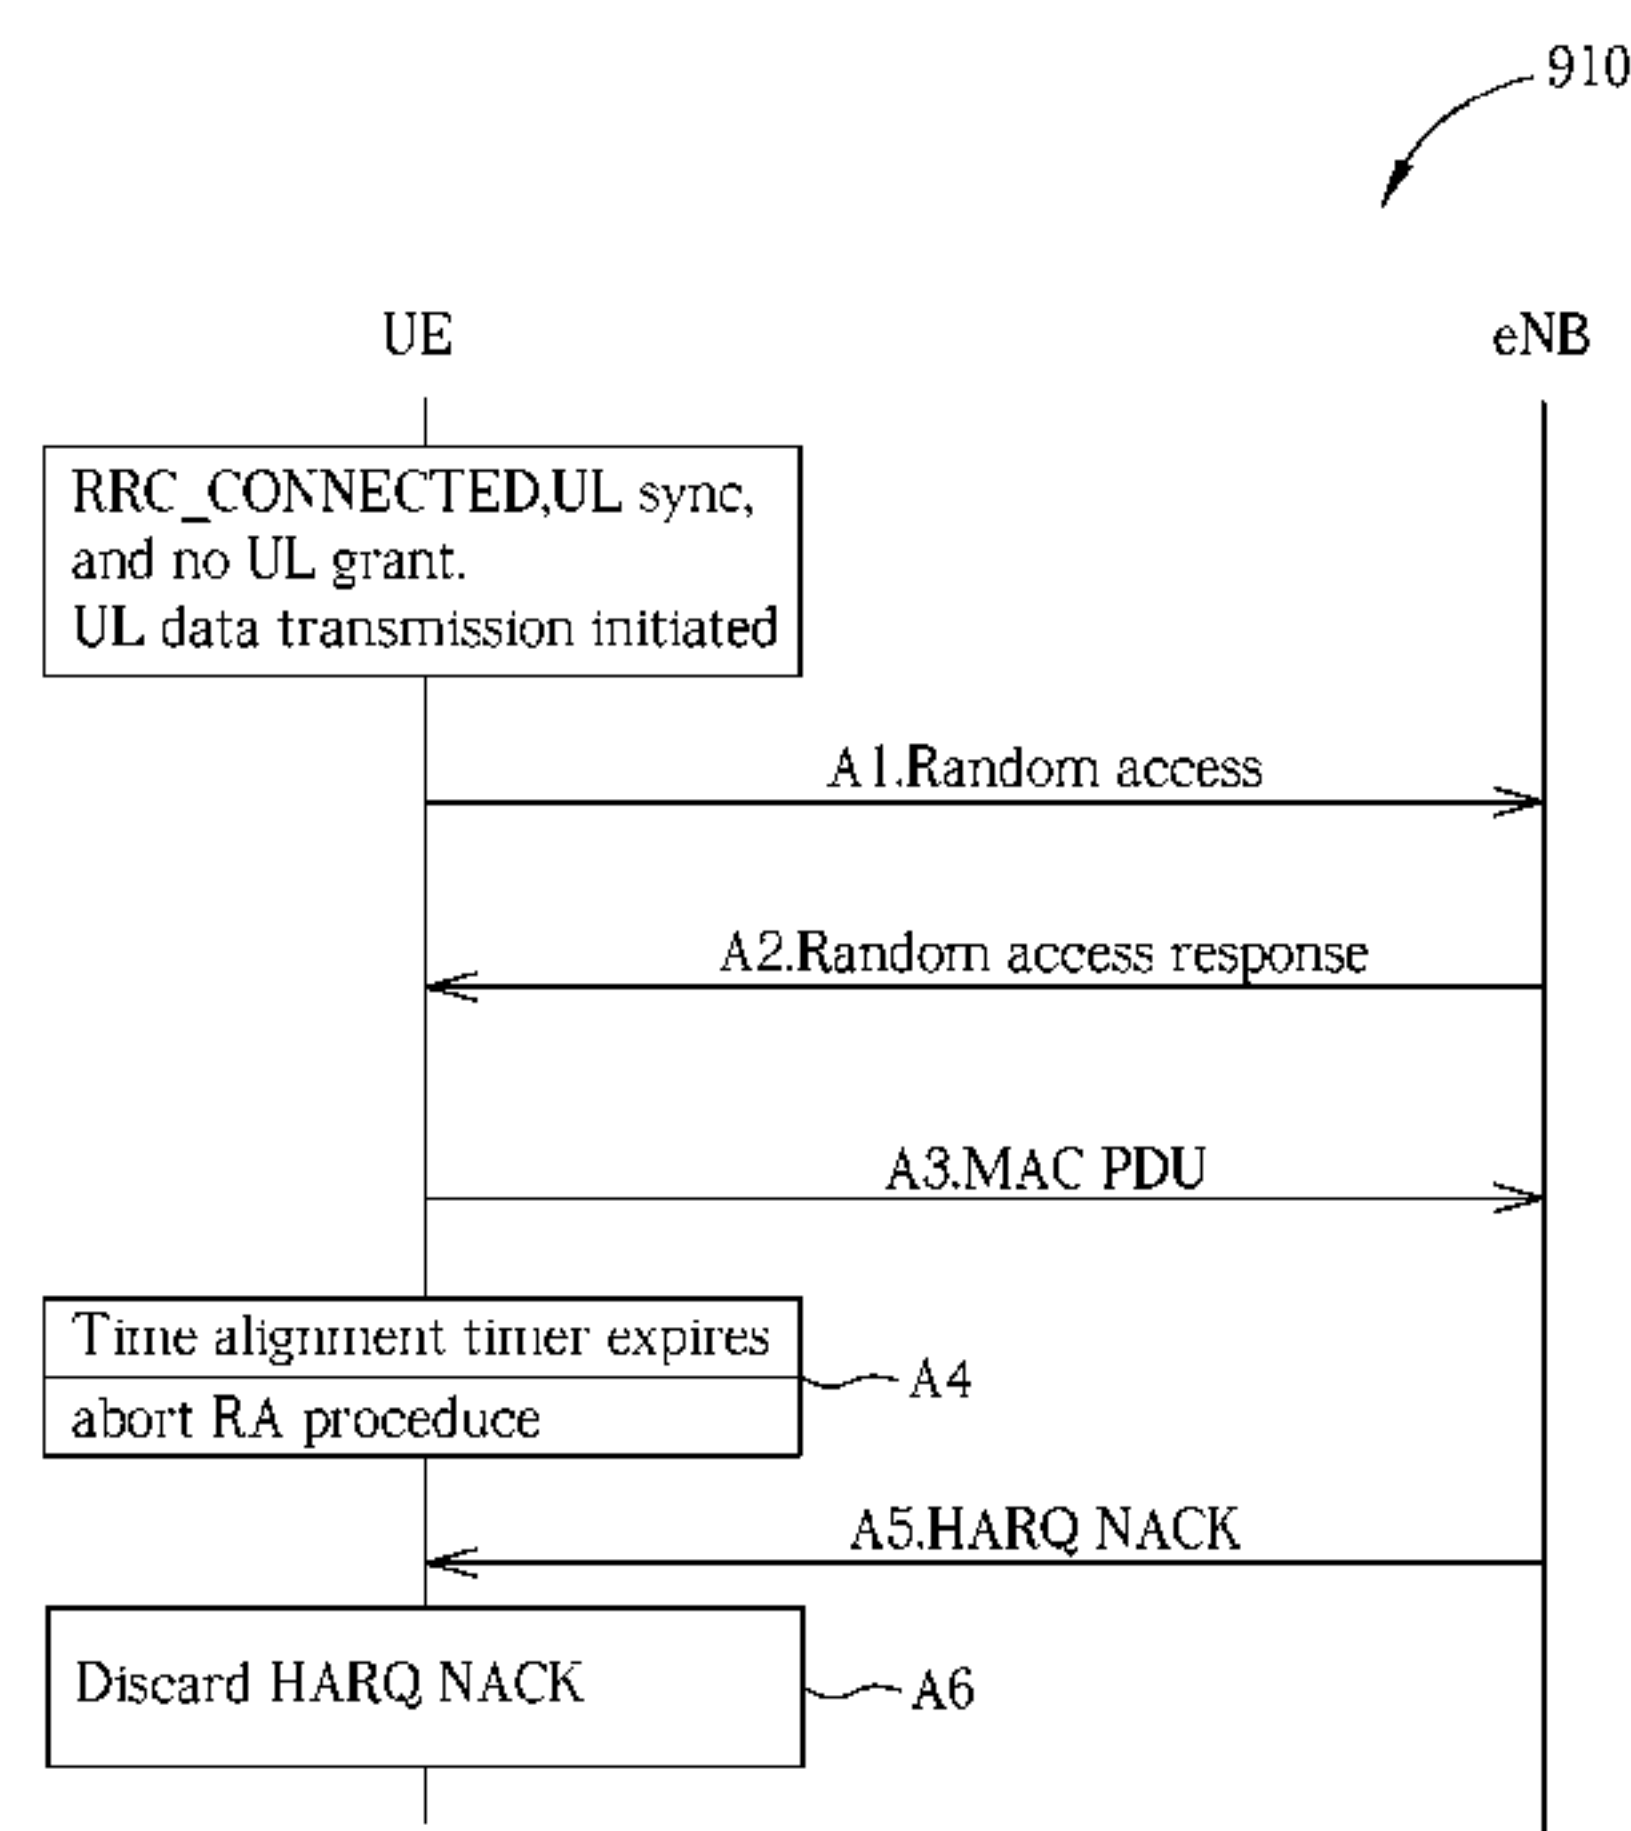 910
UE
eNB
RRC_CONNECTED,UL sync,
and no UL grant.
UL data transmission initiated
A1.Random access
A2.Random access response
A3.MAC PDU
Time alignment timer expires
A4
abort RA proceduce
A5.HARQ NACK
Discard HARQ NACK
A6